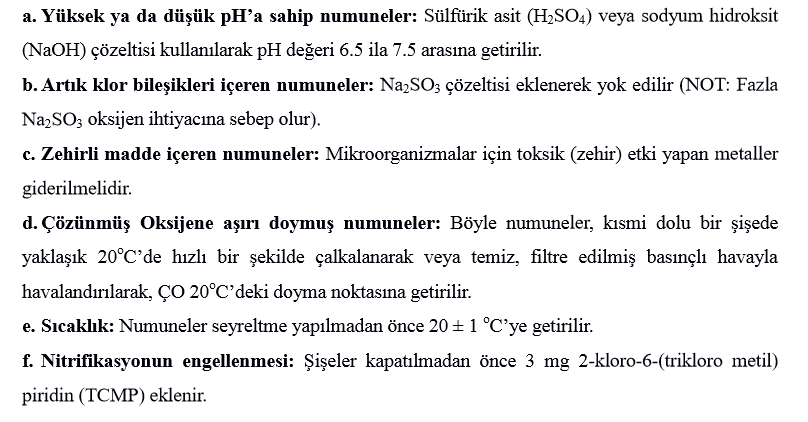 a. Yüksek ya da düşük pH’a sahip numuneler: Sülfürik asit (H₂SO₄) veya sodyum hidroksit
(NaOH) çözeltisi kullanılarak pH değeri 6.5 ila 7.5 arasına getirilir.
b. Artık klor bileşikleri içeren numuneler: Na₂SO₃ çözeltisi eklenerek yok edilir (NOT: Fazla
Na₂SO₃ oksijen ihtiyacına sebep olur).
c. Zehirli madde içeren numuneler: Mikroorganizmalar için toksik (zehir) etki yapan metaller
giderilmelidir.
d. Çözünmüş Oksijene aşırı doymuş numuneler: Böyle numuneler, kısmi dolu bir şişede
yaklaşık 20°C’de hızlı bir şekilde çalkalanarak veya temiz, filtre edilmiş basınçlı havayla
havalandırılarak, ÇO 20°C’deki doyma noktasına getirilir.
e. Sıcaklık: Numuneler seyreltme yapılmadan önce 20 ± 1 °C’ye getirilir.
f. Nitrifikasyonun engellenmesi: Şişeler kapatılmadan önce 3 mg 2-kloro-6-(trikloro metil)
piridin (TCMP) eklenir.